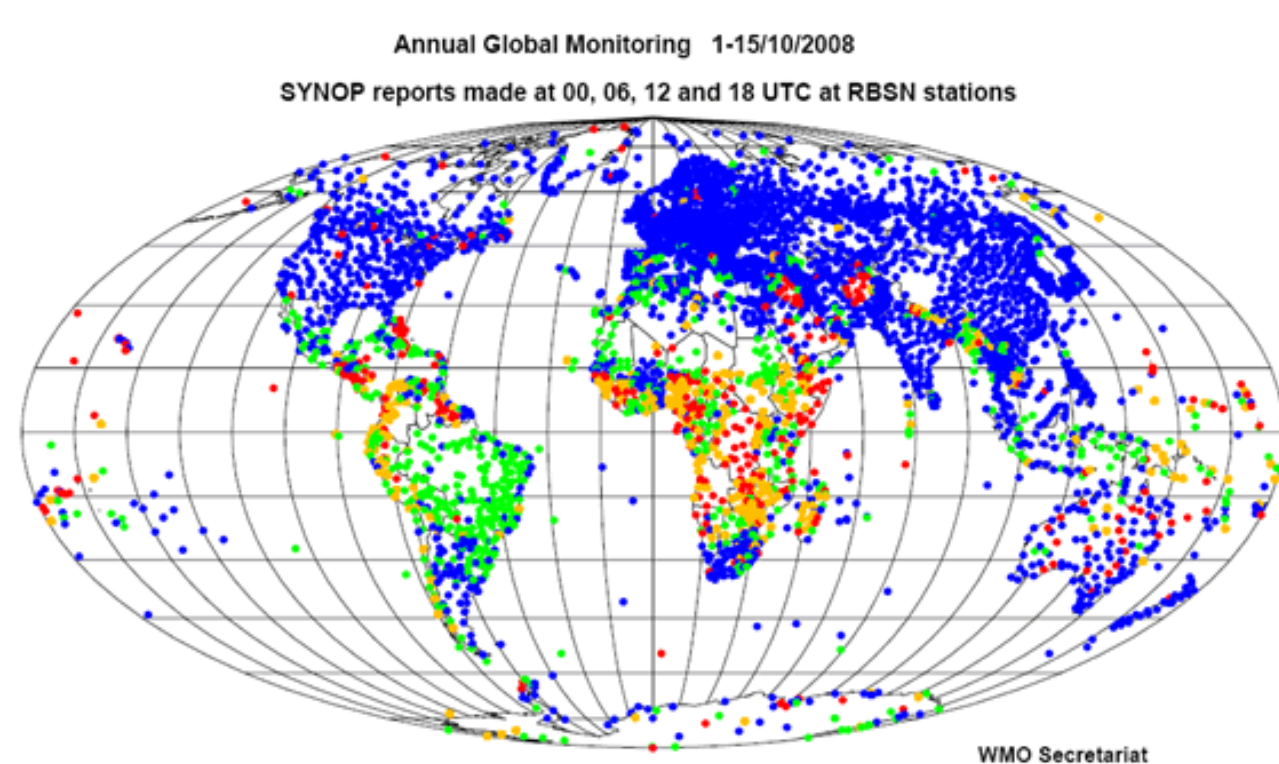 Annual Global Monitoring 1-15/10/2008
SYNOP reports made at 00, 06, 12 and 18 UTC at RBSN stations
WMO Secretariat